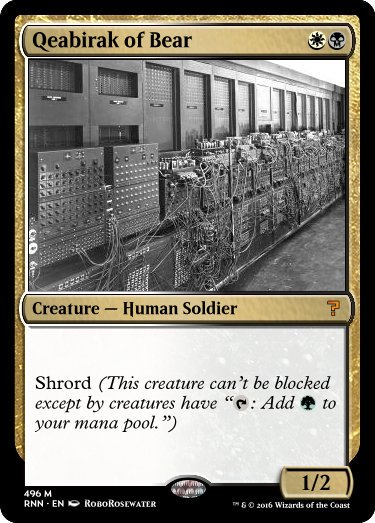 Qeabirak of Bear
Creature — Human Soldier
Shrord (This creature can't be blocked
except by creatures have “: Add to
your mana pool.”)
1/2
496 M
RNN • EN RoboRosewater
™ & © 2016 Wizards of the Coast